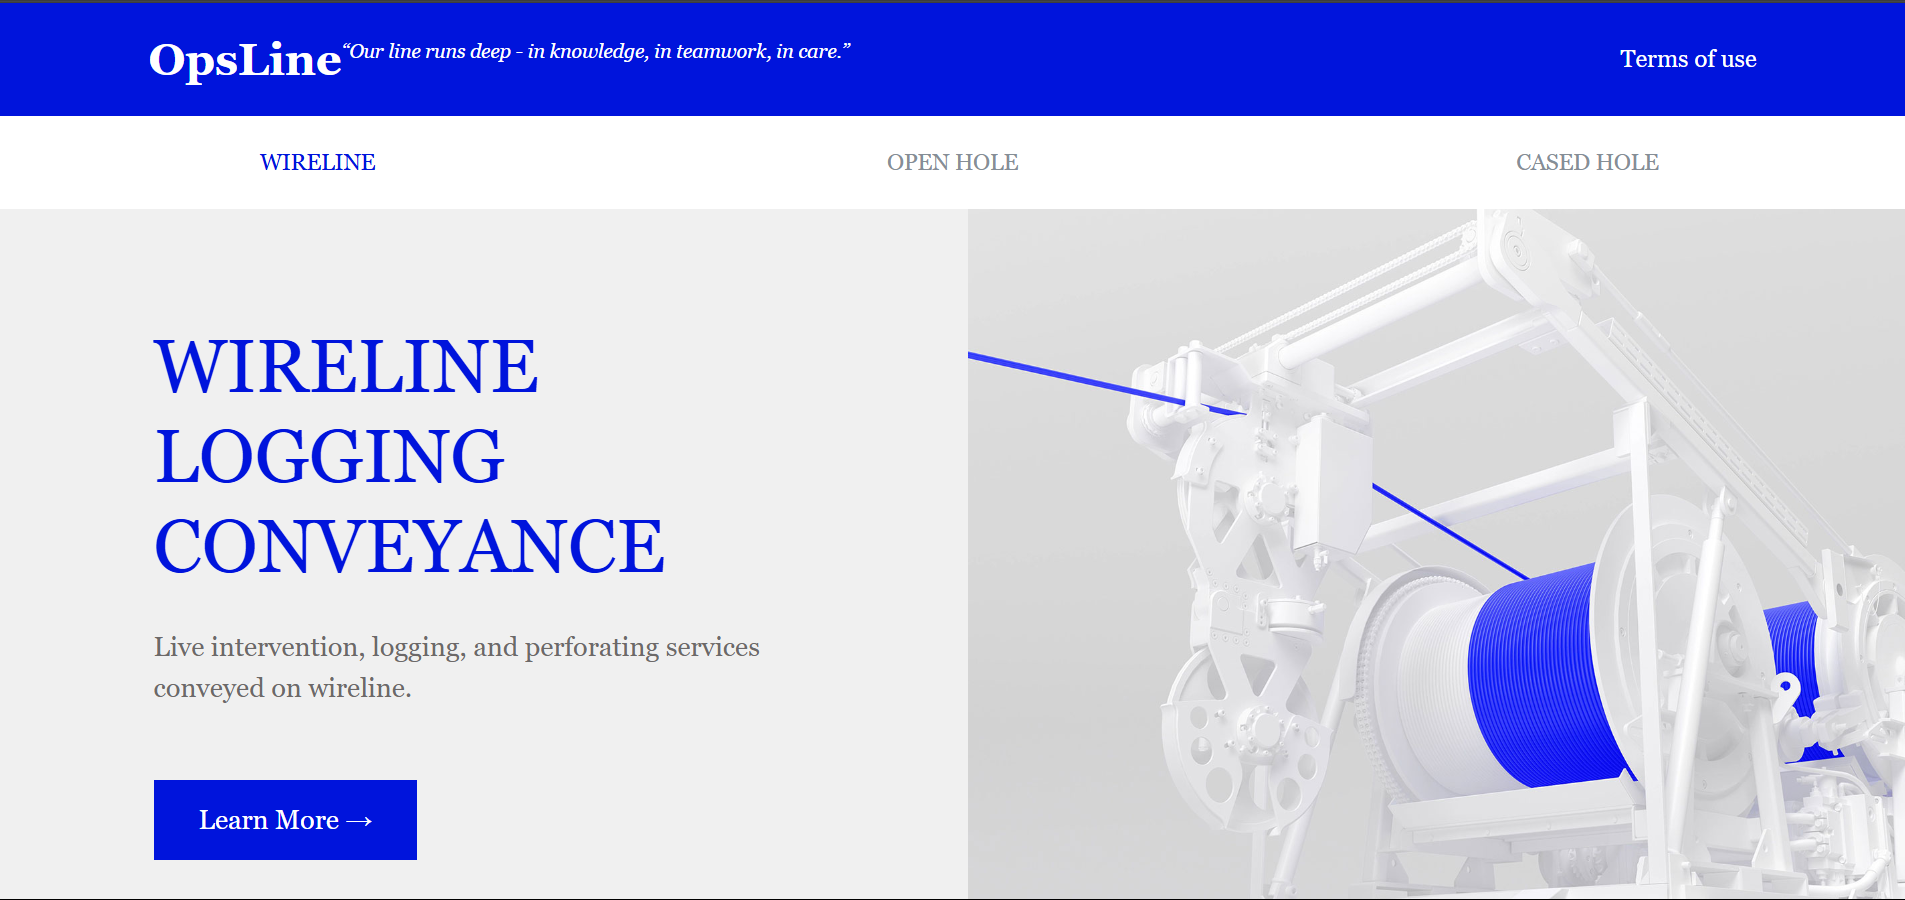 OpsLine “Our line runs deep - in knowledge, in teamwork, in care.” Terms of use
WIRELINE OPEN HOLE CASED HOLE
WIRELINE
LOGGING
CONVEYANCE
Live intervention, logging, and perforating services
conveyed on wireline.
Learn More →